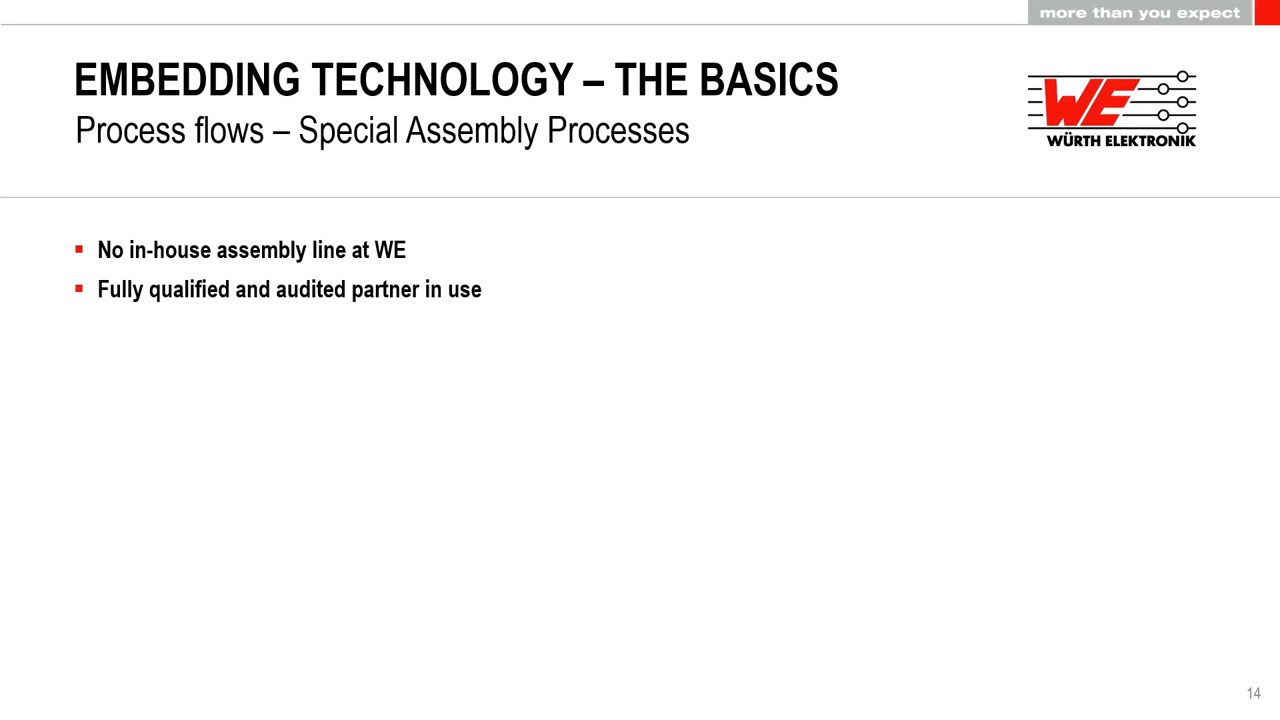 more than you expect
EMBEDDING TECHNOLOGY – THE BASICS
Process flows – Special Assembly Processes
WE
WÜRTH ELEKTRONIK
No in-house assembly line at WE
Fully qualified and audited partner in use
14